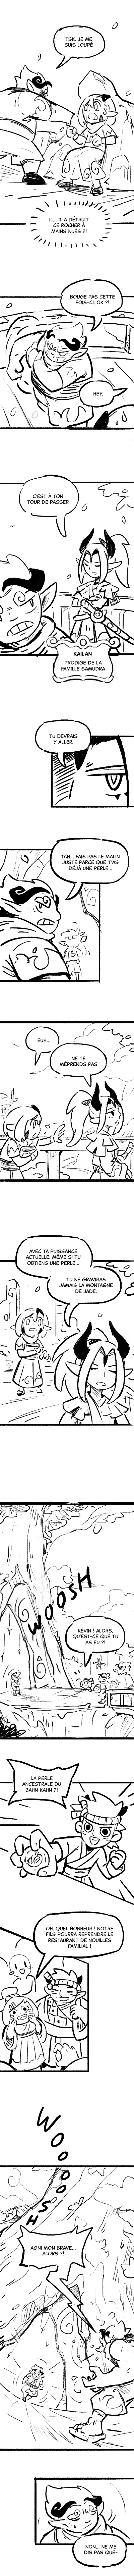 TSK, JE ME
SUIS LOUPÉ
IL... IL A DÉTRUIT
CE ROCHER À
MAINS NUES ?!
BOUGE PAS CETTE
FOIS-CI, OK ?!
HEY.
C'EST À TON
TOUR DE PASSER
KAILAN
PRODIGE DE LA
FAMILLE SAMUDRA
TU DEVRAIS
Y ALLER.
TCH... FAIS PAS LE MALIN
JUSTE PARCE QUE T'AS
DÉJÀ UNE PERLE...
EUH...
NE TE
MÉPRENDS PAS
AVEC TA PUISSANCE
ACTUELLE, MÊME SI TU
OBTIENS UNE PERLE...
TU NE GRAVIRAS
JAMAIS LA MONTAGNE
DE JADE.
WOOSH
KÉVIN ! ALORS,
QU'EST-CE QUE TU
AS EU ?!
LA PERLE
ANCESTRALE DU
BAHN KAHN ?!
OH, QUEL BONHEUR ! NOTRE
FILS POURRA REPRENDRE LE
RESTAURANT DE NOUILLES
FAMILIAL !
WOOOOSH
AGNI MON BRAVE...
ALORS ?!
NON... NE ME
DIS PAS QUE-